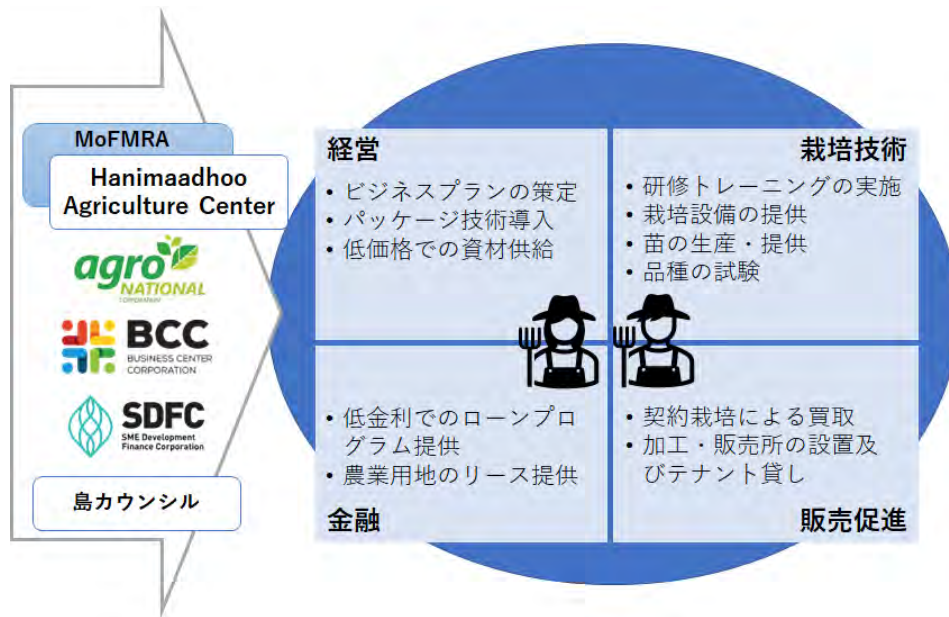 MoFMRA
Hanimaadhoo
Agriculture Center
agro
NATIONAL
CORPORATION
BCC
BUSINESS CENTER
CORPORATION
SDFC
SME Development
Finance Corporation
島カウンシル
経営
• ビジネスプランの策定
• パッケージ技術導入
• 低価格での資材供給
栽培技術
• 研修トレーニングの実施
• 栽培設備の提供
• 苗の生産・提供
• 品種の試験
• 低金利でのローンプロ
グラム提供
• 農業用地のリース提供
金融
• 契約栽培による買取
• 加工・販売所の設置及
びテナント貸し
販売促進